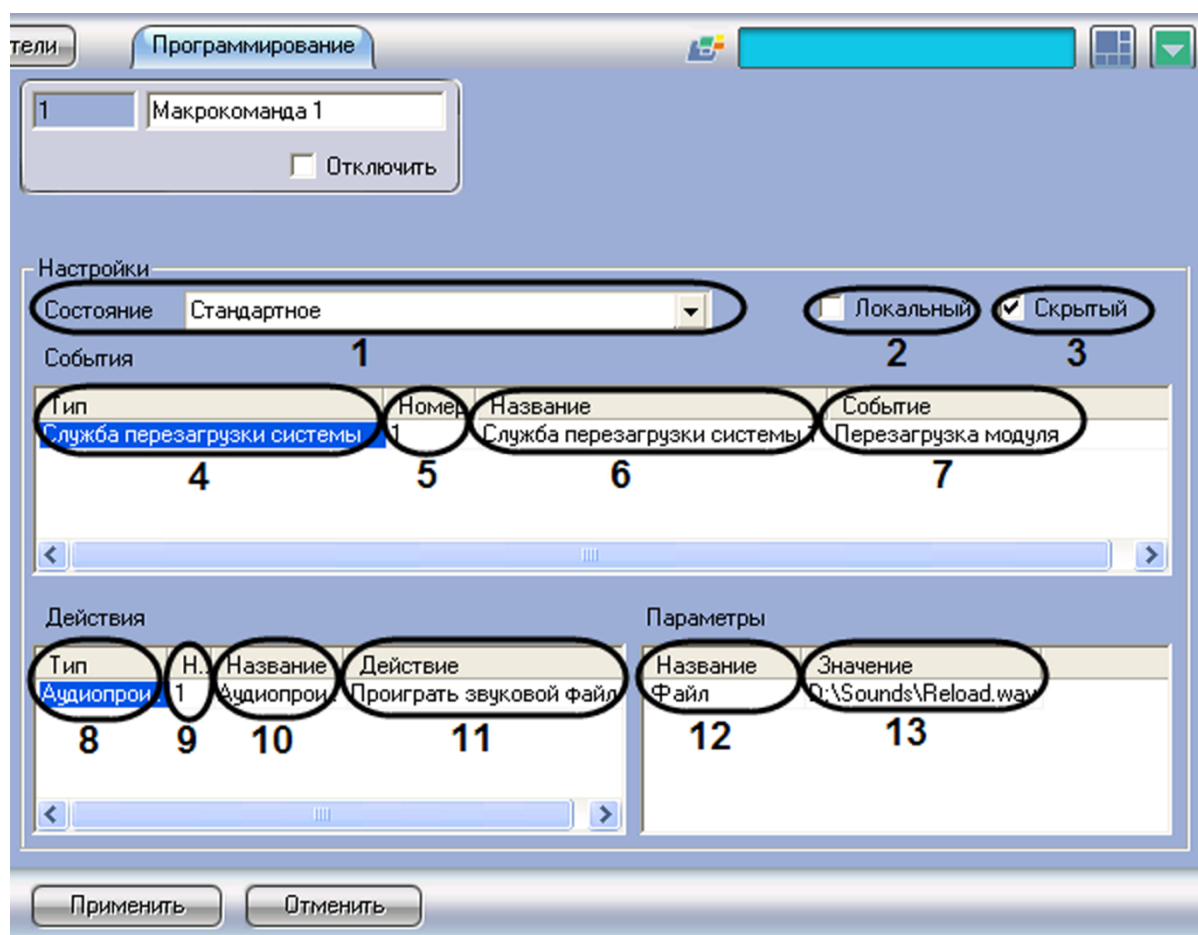 тели Программирование
1 Макрокоманда 1
Отключить
Настройки
Состояние Стандартное Локальный Скрытый
1 2 3
События
Тип Номер Название Событие
Служба перезагрузки системы 1 Служба перезагрузки системы 1 Перезагрузка модуля
4 5 6 7
Действия Параметры
Тип Н... Название Действие Название Значение
Аудиопрои... 1 Аудиопрои... Проиграть звуковой файл Файл D:\Sounds\Reload.wav
8 9 10 11 12 13
Применить Отменить